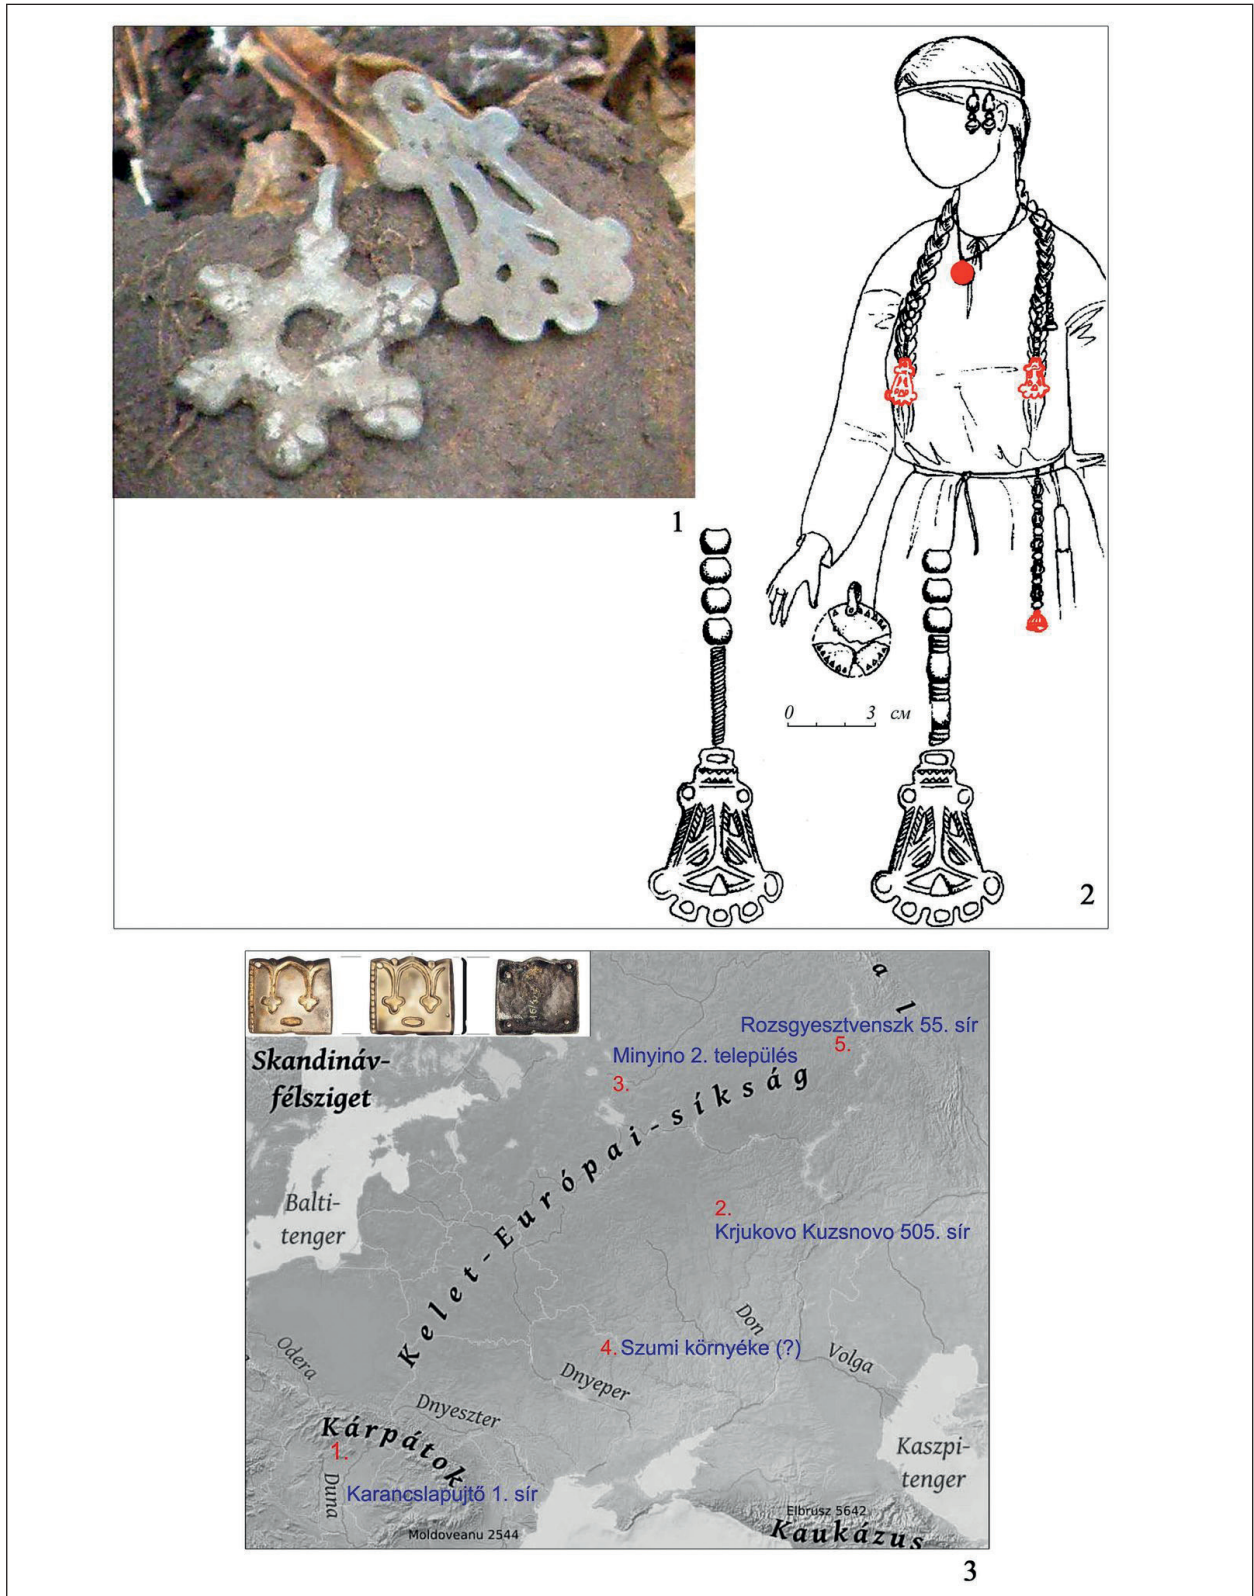 1
0 3 см
2
a
l
Rozsgyesztvenszk 55. sír
5.
Minyino 2. település
3.
Skandináv-
félsziget
Kelet-Európai-síkság
Balti-
tenger
2.
Krjukovo Kuzsnovo 505. sír
Don
4. Szumi környéke (?)
Volga
Odera
Dnyeper
Dnyeszter
Kárpátok
1.
Kaszpi-
tenger
Duna
Karancslapujtő 1. sír
Elbrusz 5642
Moldoveanu 2544
Kaukázus
3